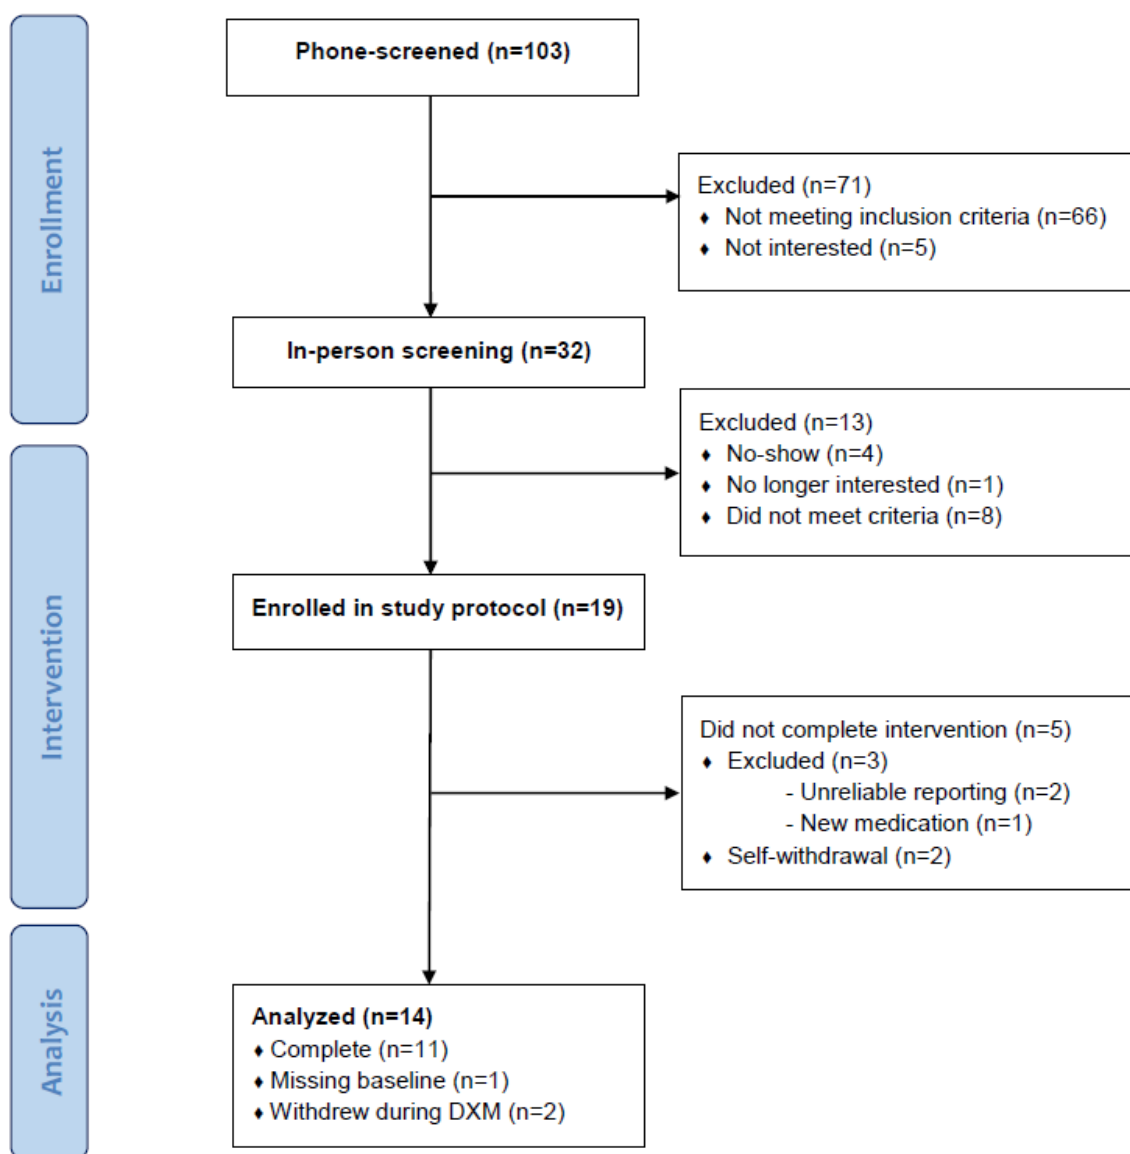 Enrollment
Phone-screened (n=103)
Excluded (n=71)
♦ Not meeting inclusion criteria (n=66)
♦ Not interested (n=5)
In-person screening (n=32)
Excluded (n=13)
♦ No-show (n=4)
♦ No longer interested (n=1)
♦ Did not meet criteria (n=8)
Intervention
Enrolled in study protocol (n=19)
Did not complete intervention (n=5)
♦ Excluded (n=3)
- Unreliable reporting (n=2)
- New medication (n=1)
♦ Self-withdrawal (n=2)
Analysis
Analyzed (n=14)
♦ Complete (n=11)
♦ Missing baseline (n=1)
♦ Withdrew during DXM (n=2)